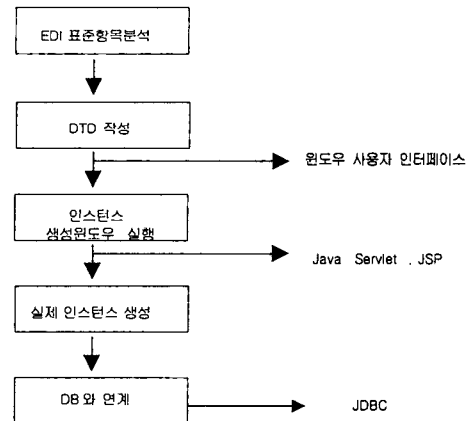 EDI 표준항목분석
DTD 작성
윈도우 사용자 인터페이스
인스턴스
생성윈도우 실행
Java Servlet , JSP
실제 인스턴스 생성
DB 와 연계
JDBC